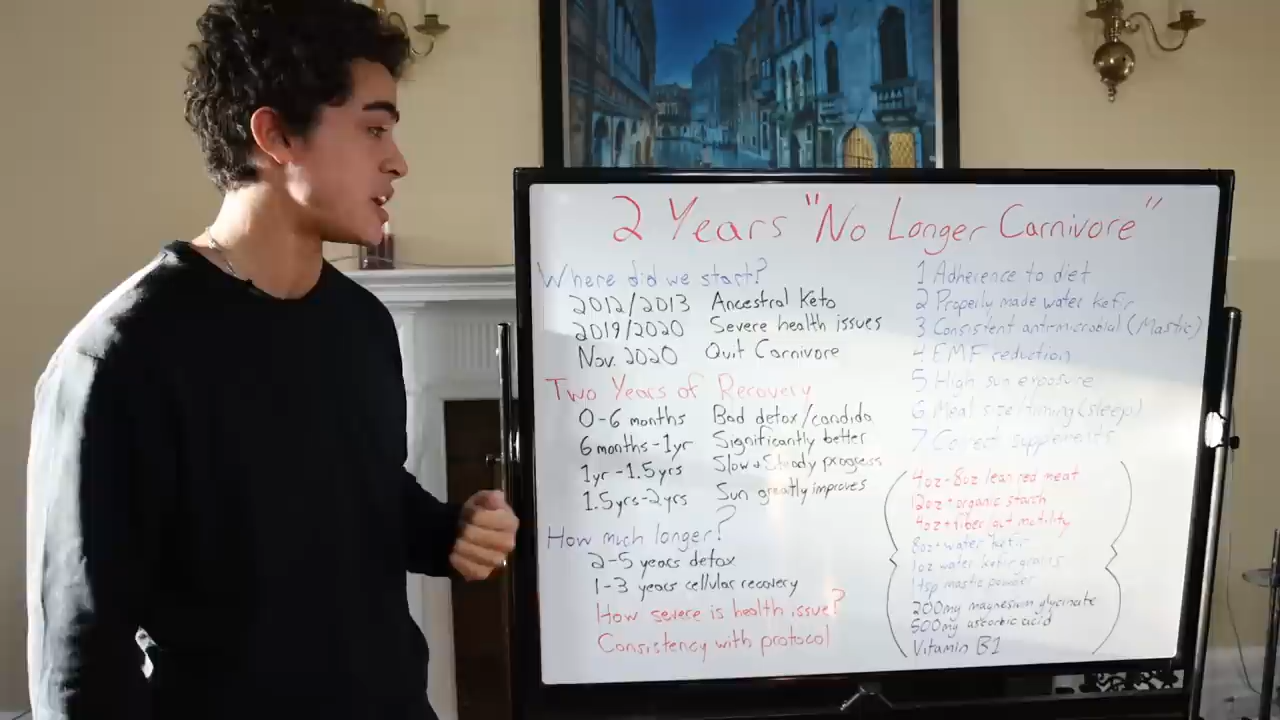 2 Years "No Longer Carnivore"
Where did we start?
2012/2013 Ancestral Keto
2019/2020 Severe health issues
Nov. 2020 Quit Carnivore
Two Years of Recovery
0-6 months Bad detox/candida
6 months-1yr Significantly better
1yr-1.5yrs Slow + Steady progress
1.5yrs-2yrs Sun greatly improves
How much longer?
2-5 years detox
1-3 years cellular recovery
How severe is health issue?
Consistency with protocol
1 Adherence to diet
2 Properly made water kefir
3 Consistent antimicrobial (Mastic)
4 EMF reduction
5 High sun exposure
6 Meal size/timing (sleep)
7 Correct supplements
4oz-8oz lean red meat
12oz+ organic starch
4oz+ fiber/gut motility
8oz+ water kefir
1oz water kefir grains
1tsp mastic powder
200mg magnesium glycinate
500mg ascorbic acid
Vitamin B1